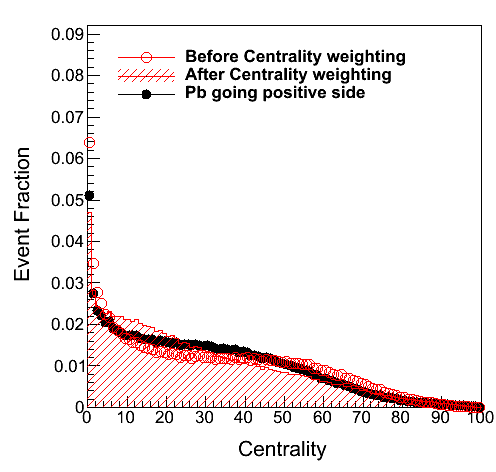 0.09
0.08
0.07
0.06
0.05
0.04
0.03
0.02
0.01
0
Event Fraction
Before Centrality weighting
After Centrality weighting
Pb going positive side
0 10 20 30 40 50 60 70 80 90 100
Centrality